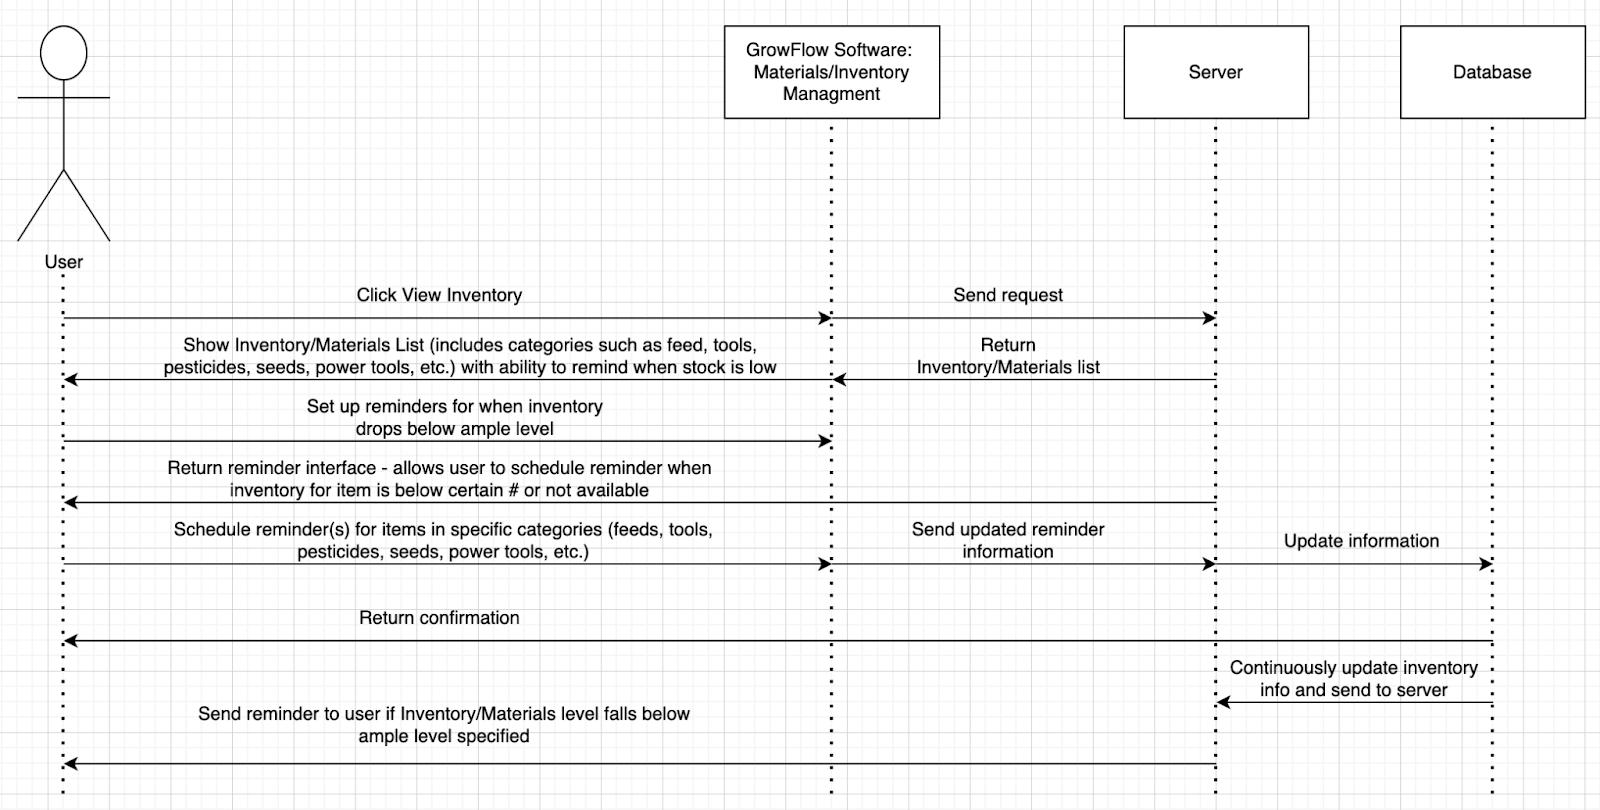 GrowFlow Software:
Materials/Inventory
Managment
Server
Database
User
Click View Inventory
Send request
Show Inventory/Materials List (includes categories such as feed, tools,
pesticides, seeds, power tools, etc.) with ability to remind when stock is low
Return
Inventory/Materials list
Set up reminders for when inventory
drops below ample level
Return reminder interface - allows user to schedule reminder when
inventory for item is below certain # or not available
Schedule reminder(s) for items in specific categories (feeds, tools,
pesticides, seeds, power tools, etc.)
Send updated reminder
information
Update information
Return confirmation
Continuously update inventory
info and send to server
Send reminder to user if Inventory/Materials level falls below
ample level specified